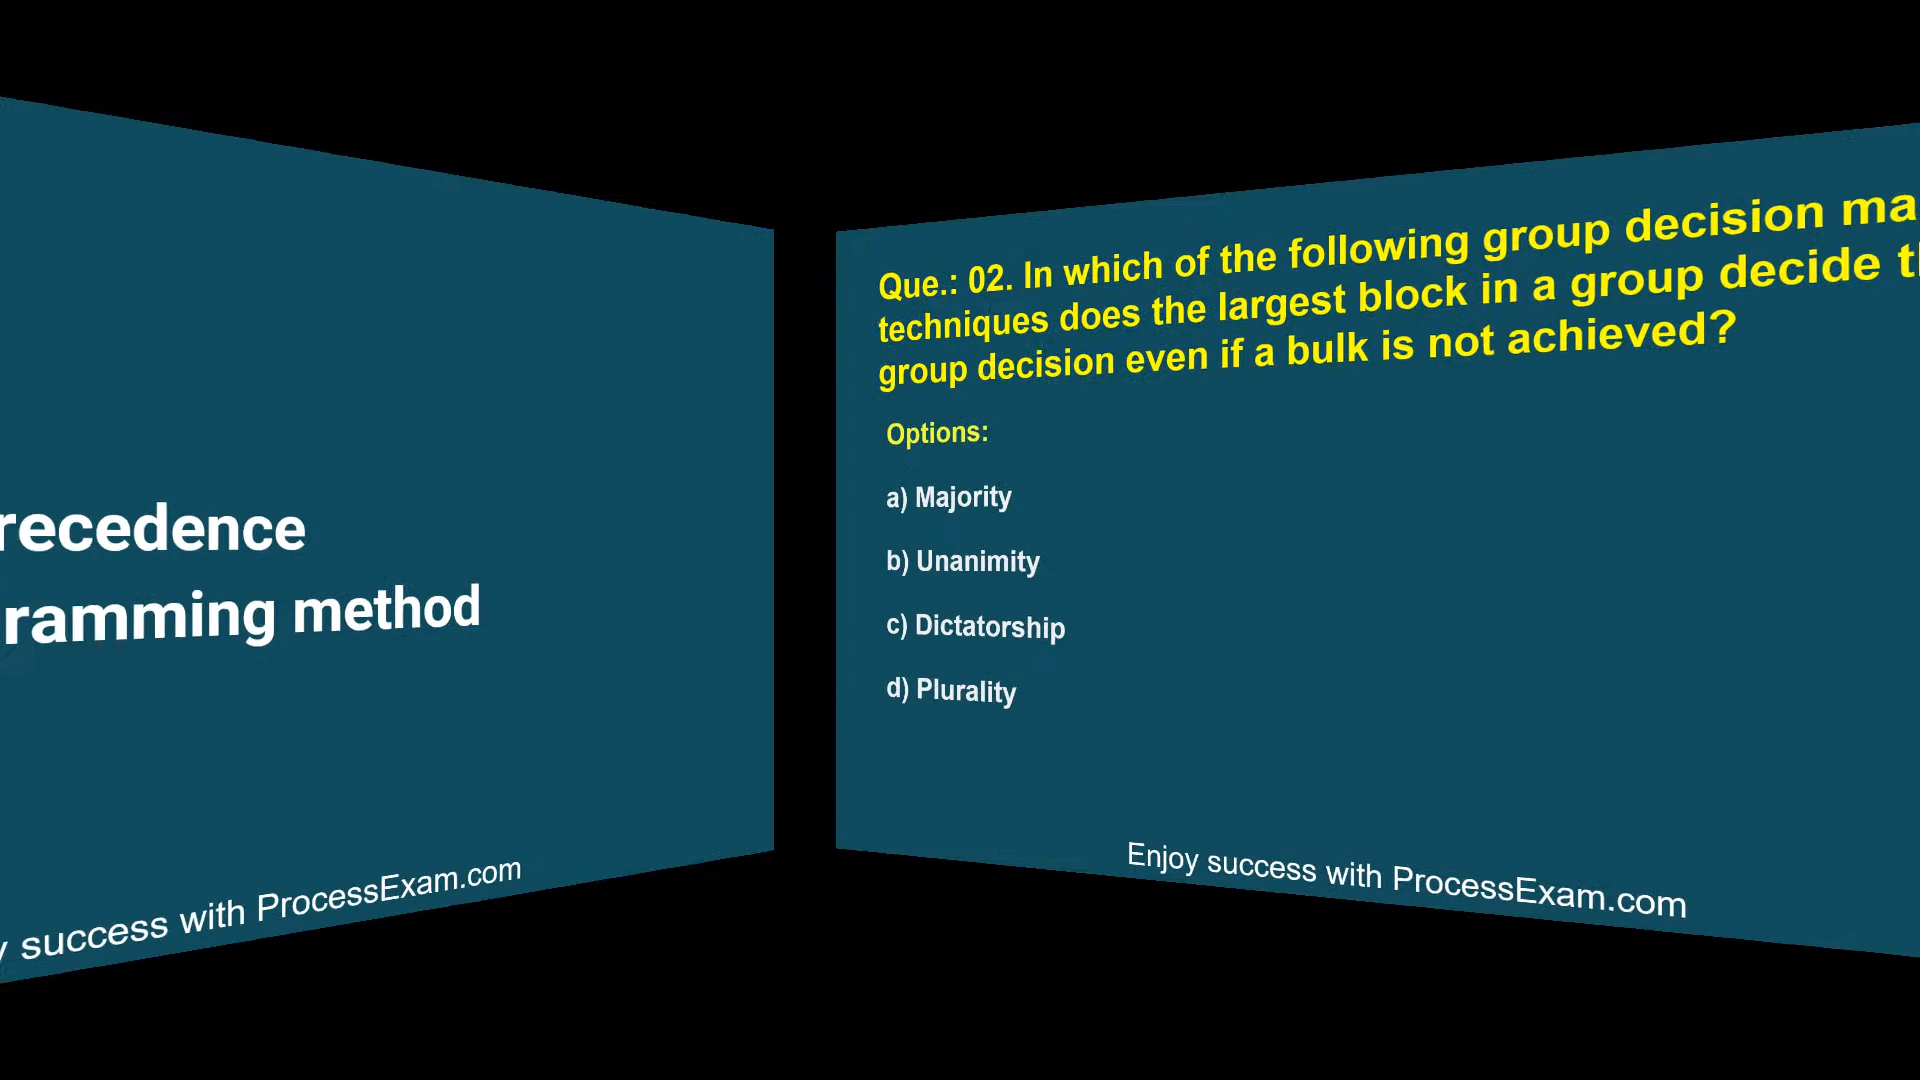 recedence
ramming method
y success with ProcessExam.com
Que.: 02. In which of the following group decision ma
techniques does the largest block in a group decide t
group decision even if a bulk is not achieved?
Options:
a) Majority
b) Unanimity
c) Dictatorship
d) Plurality
Enjoy success with ProcessExam.com